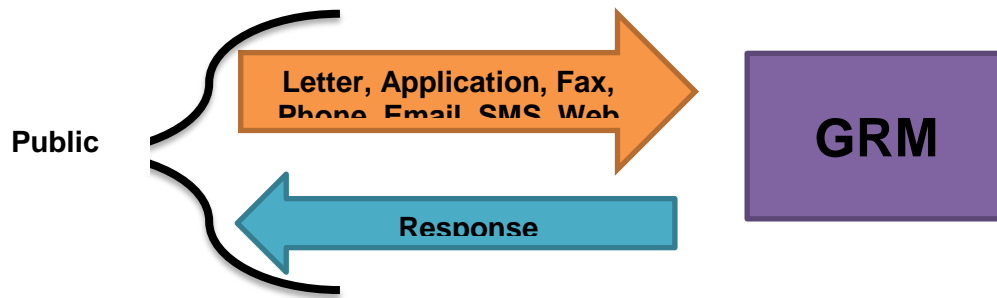 Letter, Application, Fax,
Phone, Email, SMS, Web
Public
GRM
Response